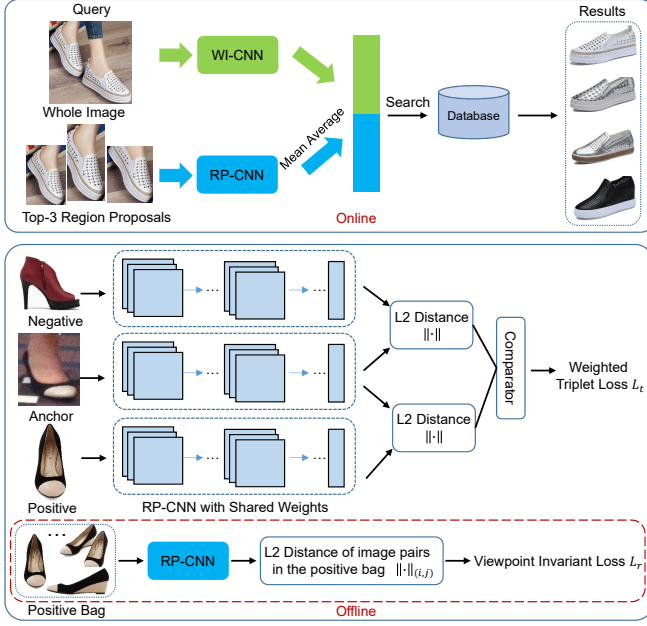 Query
Results
WI-CNN
Whole Image
Mean Average
Search
Database
RP-CNN
Top-3 Region Proposals
Online
Negative
L2 Distance
‖·‖
Anchor
Comparator
Weighted
Triplet Loss L_t
L2 Distance
‖·‖
Positive
RP-CNN with Shared Weights
...
RP-CNN
L2 Distance of image pairs
in the positive bag ‖·‖(i,j)
Viewpoint Invariant Loss L_r
Positive Bag
Offline